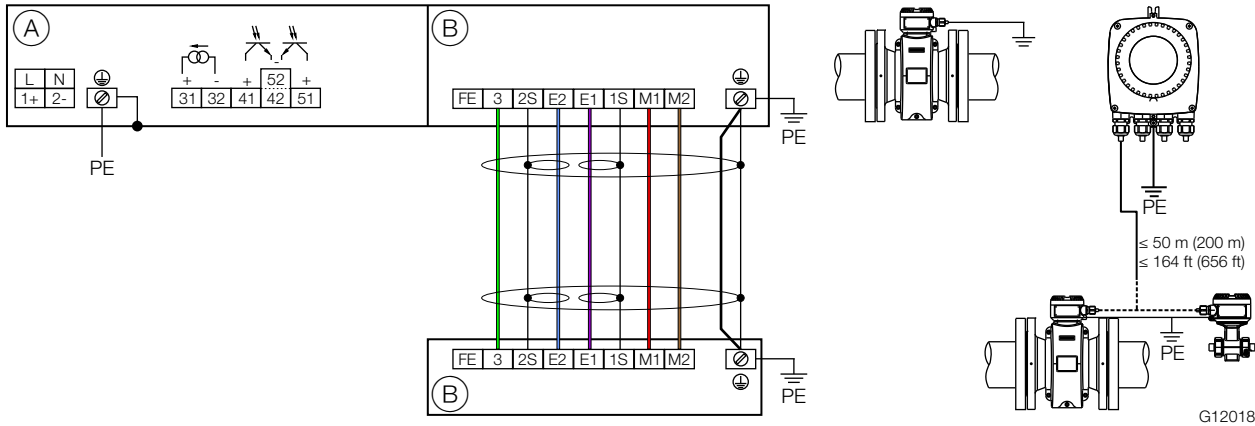 A
L N
1+ 2-
PE
+ - + - +
52
31 32 41 42 51
B
FE 3 2S E2 E1 1S M1 M2
PE
FE 3 2S E2 E1 1S M1 M2
PE
B
PE
≤ 50 m (200 m)
≤ 164 ft (656 ft)
PE
G12018